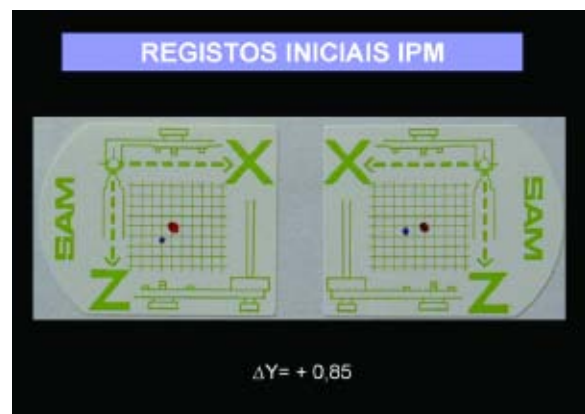 REGISTOS INICIAIS IPM
X
X
SAM
SAM
Z
Z
ΔY= + 0,85